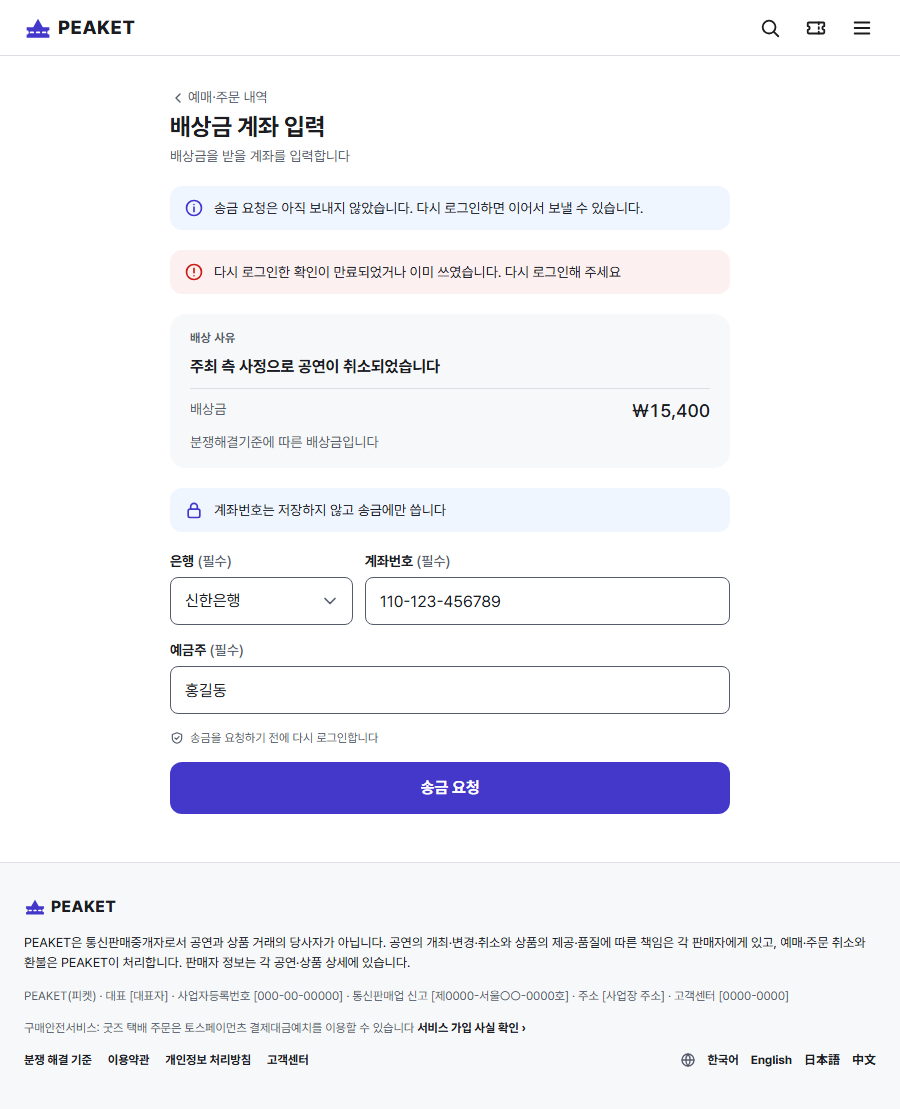 PEAKET
예매·주문 내역
배상금 계좌 입력
배상금을 받을 계좌를 입력합니다
송금 요청은 아직 보내지 않았습니다. 다시 로그인하면 이어서 보낼 수 있습니다.
다시 로그인한 확인이 만료되었거나 이미 쓰였습니다. 다시 로그인해 주세요
배상 사유
주최 측 사정으로 공연이 취소되었습니다
배상금 ₩15,400
분쟁해결기준에 따른 배상금입니다
계좌번호는 저장하지 않고 송금에만 씁니다
은행 (필수) 계좌번호 (필수)
신한은행 110-123-456789
예금주 (필수)
홍길동
송금을 요청하기 전에 다시 로그인합니다
송금 요청
PEAKET
PEAKET은 통신판매중개자로서 공연과 상품 거래의 당사자가 아닙니다. 공연의 개최·변경·취소와 상품의 제공·품질에 따른 책임은 각 판매자에게 있고, 예매·주문 취소와
환불은 PEAKET이 처리합니다. 판매자 정보는 각 공연·상품 상세에 있습니다.
PEAKET(피켓) · 대표 [대표자] · 사업자등록번호 [000-00-00000] · 통신판매업 신고 [제0000-서울○○-0000호] · 주소 [사업장 주소] · 고객센터 [0000-0000]
구매안전서비스: 굿즈 택배 주문은 토스페이먼츠 결제대금예치를 이용할 수 있습니다 서비스 가입 사실 확인 ›
분쟁 해결 기준 이용약관 개인정보 처리방침 고객센터 한국어 English 日本語 中文